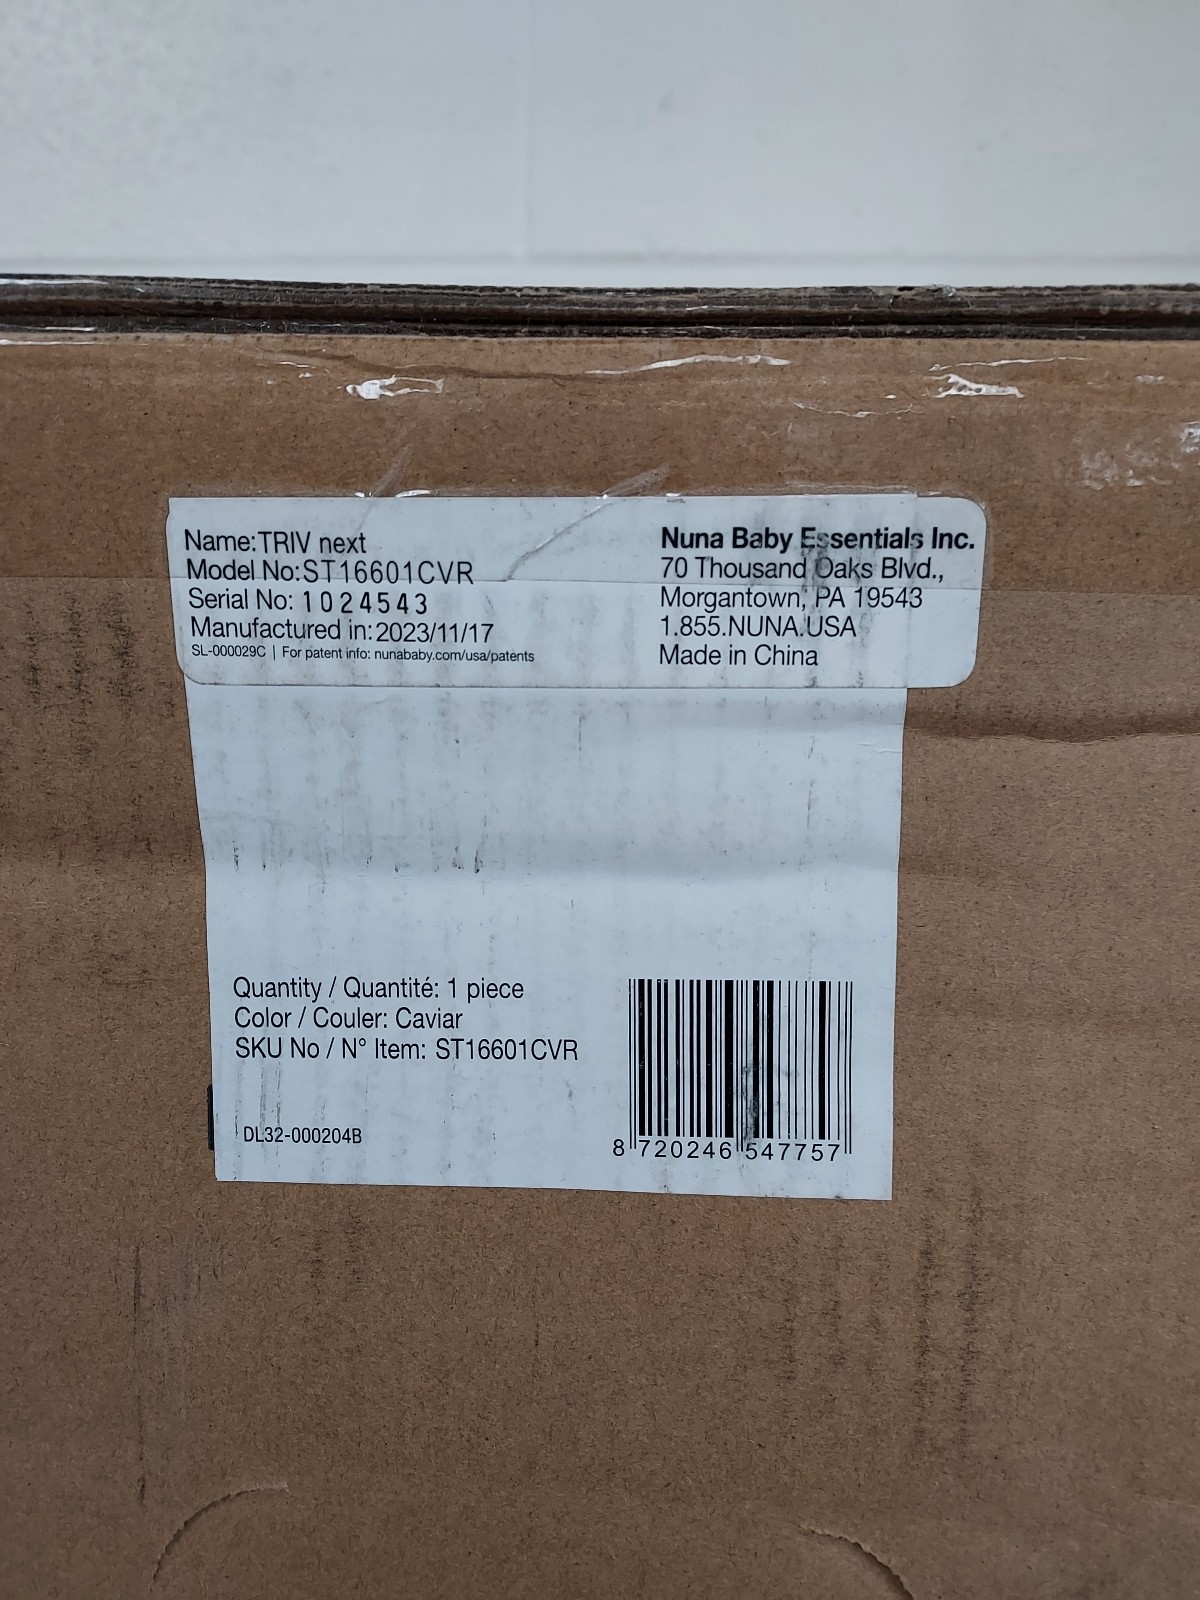 Name:TRIV next
Model No:ST16601CVR
Serial No: 1024543
Manufactured in:2023/11/17
SL-000029C | For patent info: nunababy.com/usa/patents
Nuna Baby Essentials Inc.
70 Thousand Oaks Blvd.,
Morgantown, PA 19543
1.855.NUNA.USA
Made in China
Quantity / Quantité: 1 piece
Color / Couler: Caviar
SKU No / N° Item: ST16601CVR
DL32-000204B
8 720246 547757